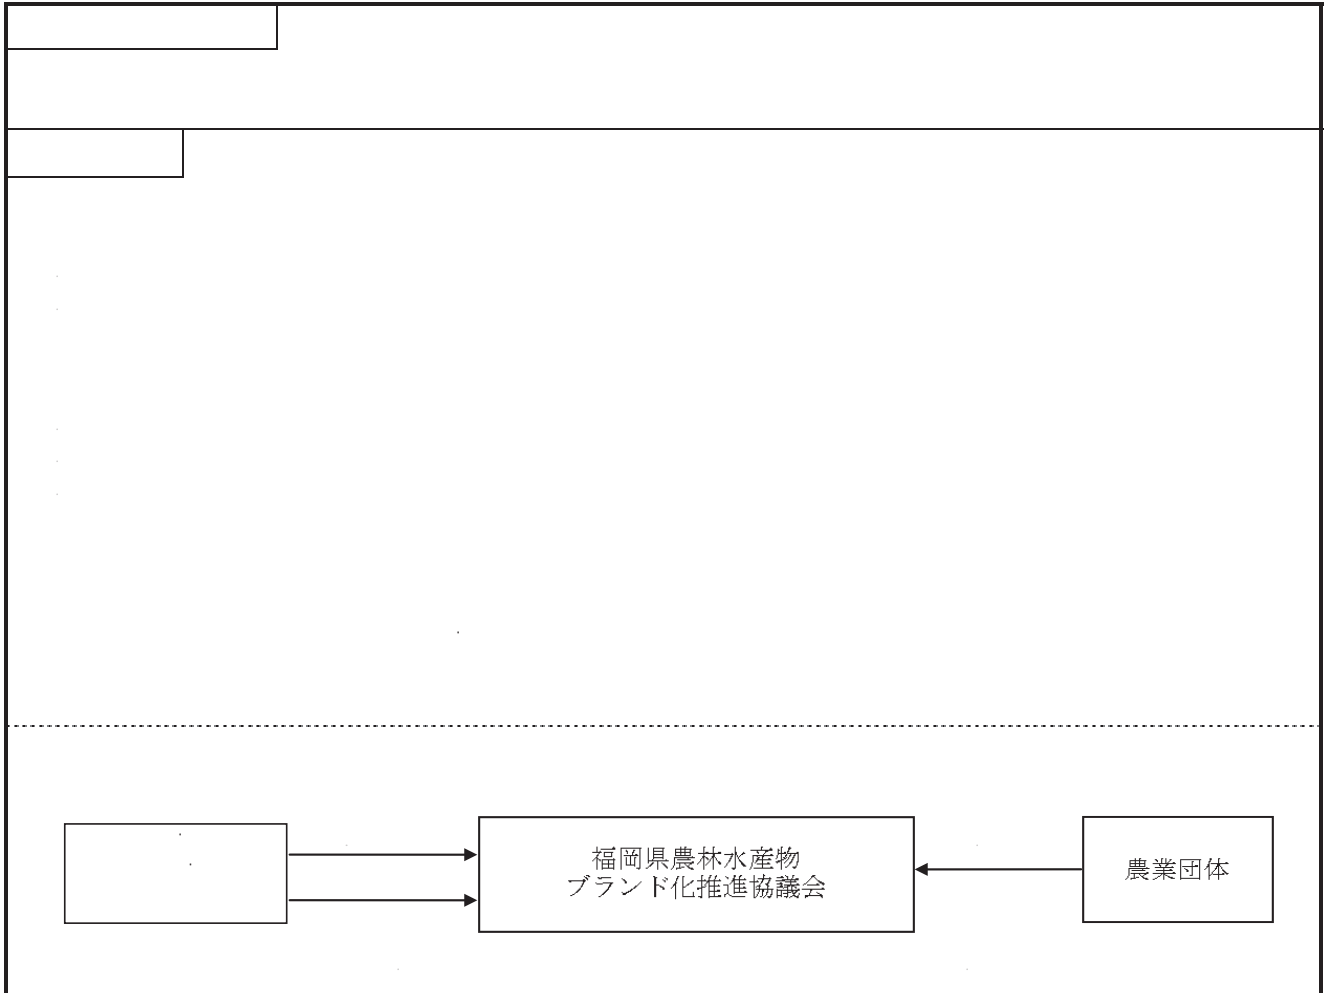 福岡県農林水産物
ブランド化推進協議会
農業団体